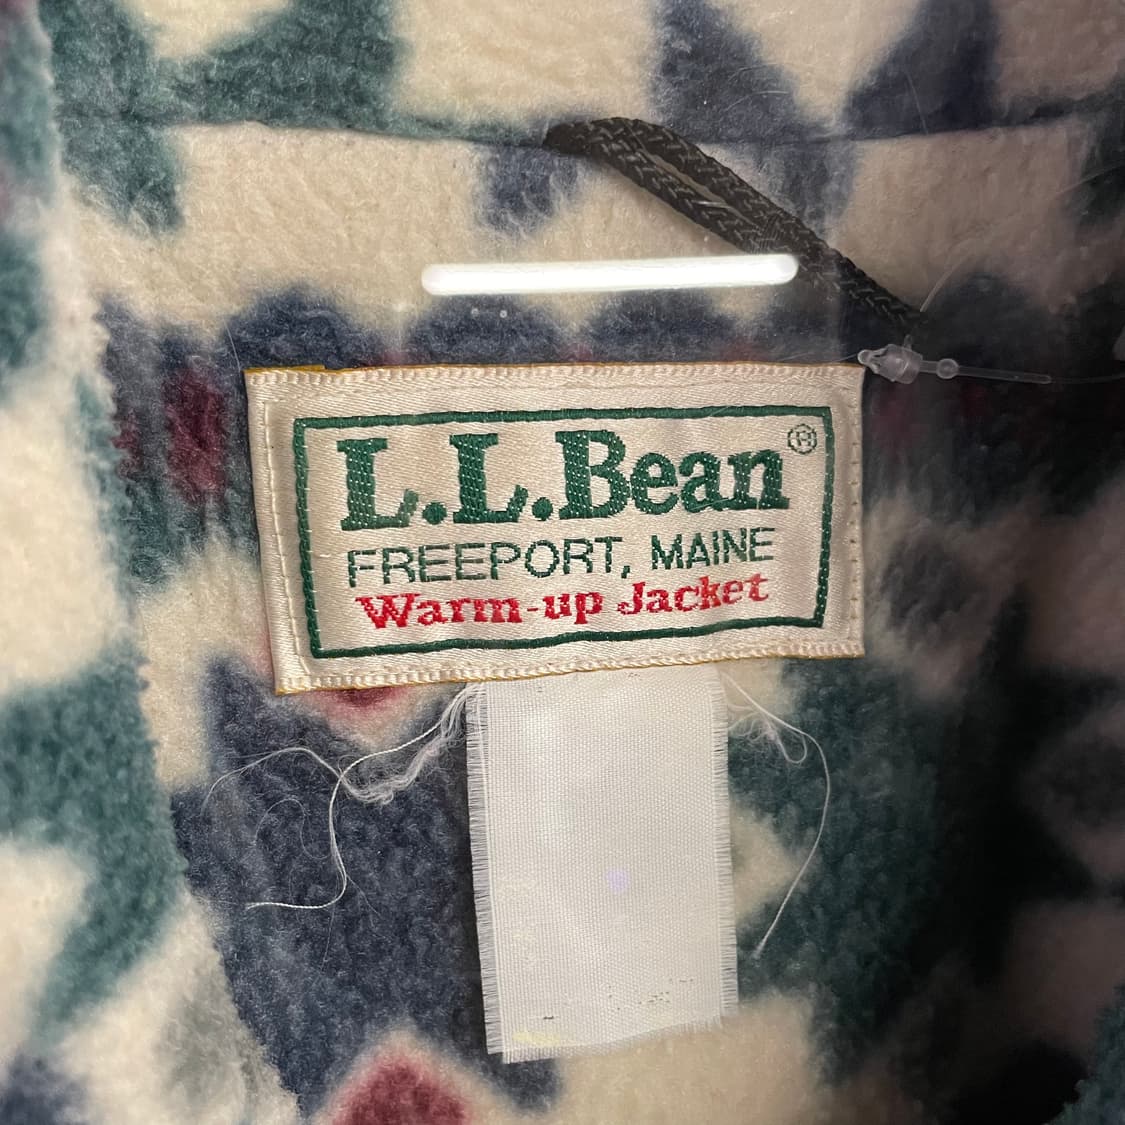 L.L.Bean®
FREEPORT, MAINE
Warm-up Jacket